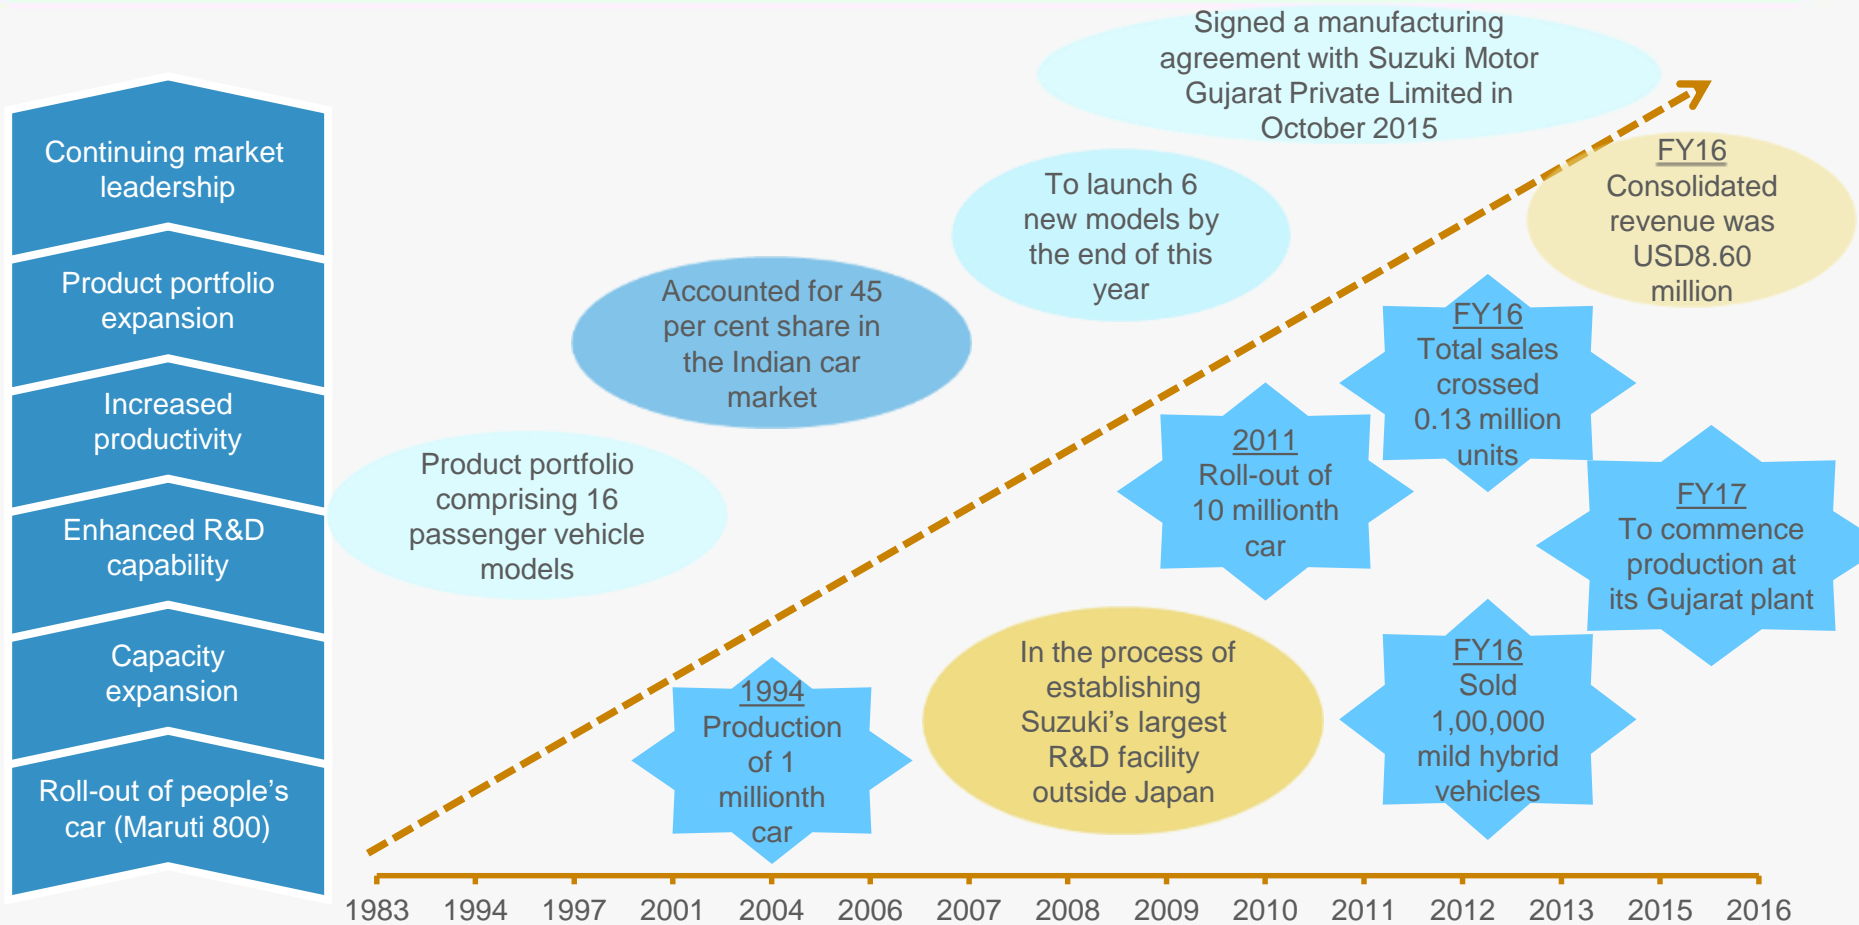 Continuing market
leadership
Product portfolio
expansion
Increased
productivity
Enhanced R&D
capability
Capacity
expansion
Roll-out of people’s
car (Maruti 800)
Signed a manufacturing
agreement with Suzuki Motor
Gujarat Private Limited in
October 2015
To launch 6
new models by
the end of this
year
Accounted for 45
per cent share in
the Indian car
market
Product portfolio
comprising 16
passenger vehicle
models
FY16
Consolidated
revenue was
USD8.60
million
FY16
Total sales
crossed
0.13 million
units
2011
Roll-out of
10 millionth
car
FY17
To commence
production at
its Gujarat plant
1994
Production
of 1
millionth
car
In the process of
establishing
Suzuki’s largest
R&D facility
outside Japan
FY16
Sold
1,00,000
mild hybrid
vehicles
1983 1994 1997 2001 2004 2006 2007 2008 2009 2010 2011 2012 2013 2015 2016